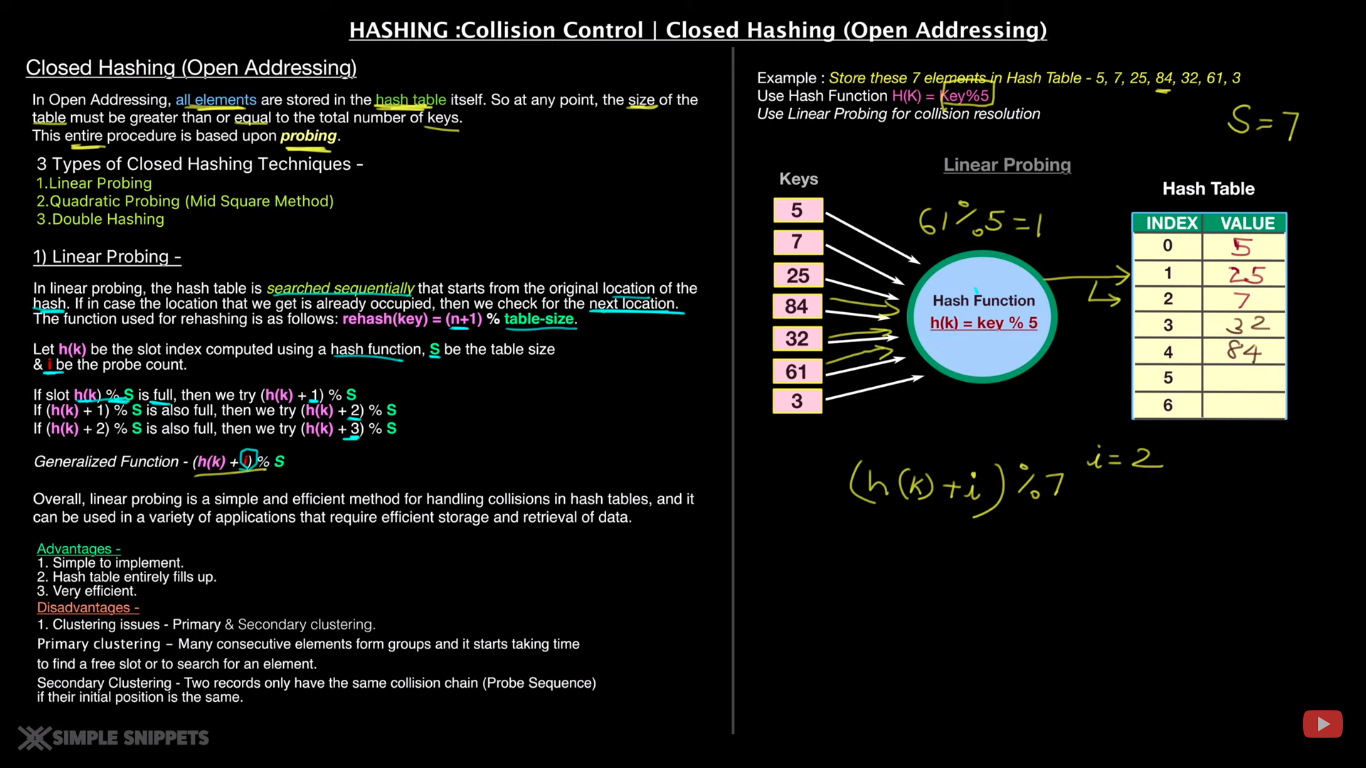 HASHING :Collision Control | Closed Hashing (Open Addressing)
Closed Hashing (Open Addressing)
In Open Addressing, all elements are stored in the hash table itself. So at any point, the size of the
table must be greater than or equal to the total number of keys.
This entire procedure is based upon probing.
3 Types of Closed Hashing Techniques -
1.Linear Probing
2.Quadratic Probing (Mid Square Method)
3.Double Hashing
1) Linear Probing -
In linear probing, the hash table is searched sequentially that starts from the original location of the
hash. If in case the location that we get is already occupied, then we check for the next location.
The function used for rehashing is as follows: rehash(key) = (n+1) % table-size.
Let h(k) be the slot index computed using a hash function, S be the table size
& i be the probe count.
If slot h(k) % S is full, then we try (h(k) + 1) % S
If (h(k) + 1) % S is also full, then we try (h(k) + 2) % S
If (h(k) + 2) % S is also full, then we try (h(k) + 3) % S
Generalized Function - (h(k) + i) % S
Overall, linear probing is a simple and efficient method for handling collisions in hash tables, and it
can be used in a variety of applications that require efficient storage and retrieval of data.
Advantages -
1. Simple to implement.
2. Hash table entirely fills up.
3. Very efficient.
Disadvantages -
1. Clustering issues - Primary & Secondary clustering.
Primary clustering – Many consecutive elements form groups and it starts taking time
to find a free slot or to search for an element.
Secondary Clustering - Two records only have the same collision chain (Probe Sequence)
if their initial position is the same.
SIMPLE SNIPPETS
Example : Store these 7 elements in Hash Table - 5, 7, 25, 84, 32, 61, 3
Use Hash Function H(K) = Key%5
Use Linear Probing for collision resolution
S = 7
Linear Probing
Keys
5
7
25
84
32
61
3
61 % 5 = 1
Hash Function
h(k) = key % 5
Hash Table
INDEX VALUE
0 5
1 25
2 7
3 32
4 84
5
6
(h(k) + i) % 7 i = 2